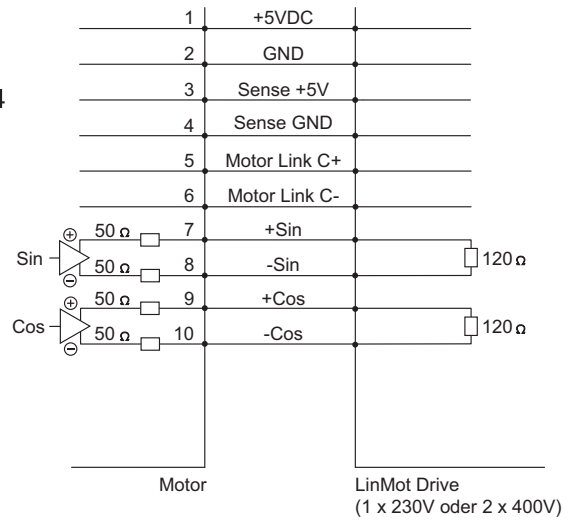 1 +5VDC
2 GND
3 Sense +5V
4
4 Sense GND
5 Motor Link C+
6 Motor Link C-
⊕ 50 Ω 7 +Sin
Sin 120 Ω
⊖ 50 Ω 8 -Sin
⊕ 50 Ω 9 +Cos
Cos 120 Ω
⊖ 50 Ω 10 -Cos
Motor LinMot Drive
(1 x 230V oder 2 x 400V)